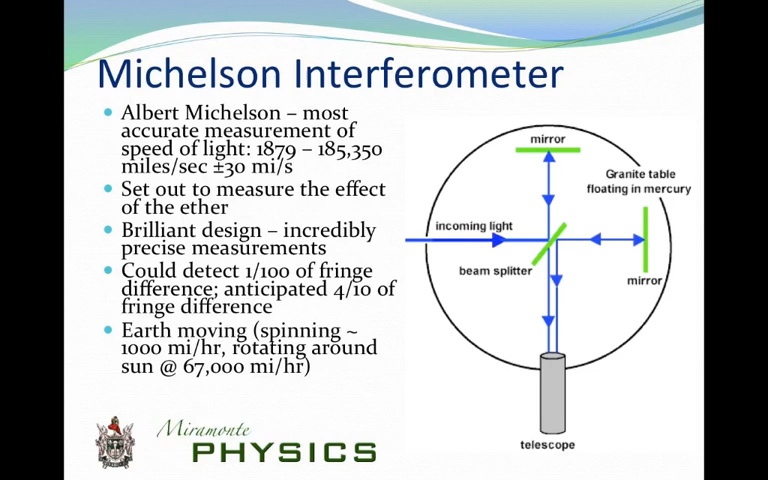 Michelson Interferometer
Albert Michelson – most
accurate measurement of
speed of light: 1879 – 185,350
miles/sec ±30 mi/s
Set out to measure the effect
of the ether
Brilliant design – incredibly
precise measurements
Could detect 1/100 of fringe
difference; anticipated 4/10 of
fringe difference
Earth moving (spinning ~
1000 mi/hr, rotating around
sun @ 67,000 mi/hr)
mirror
Granite table
floating in mercury
incoming light
beam splitter
mirror
telescope
Miramonte
PHYSICS